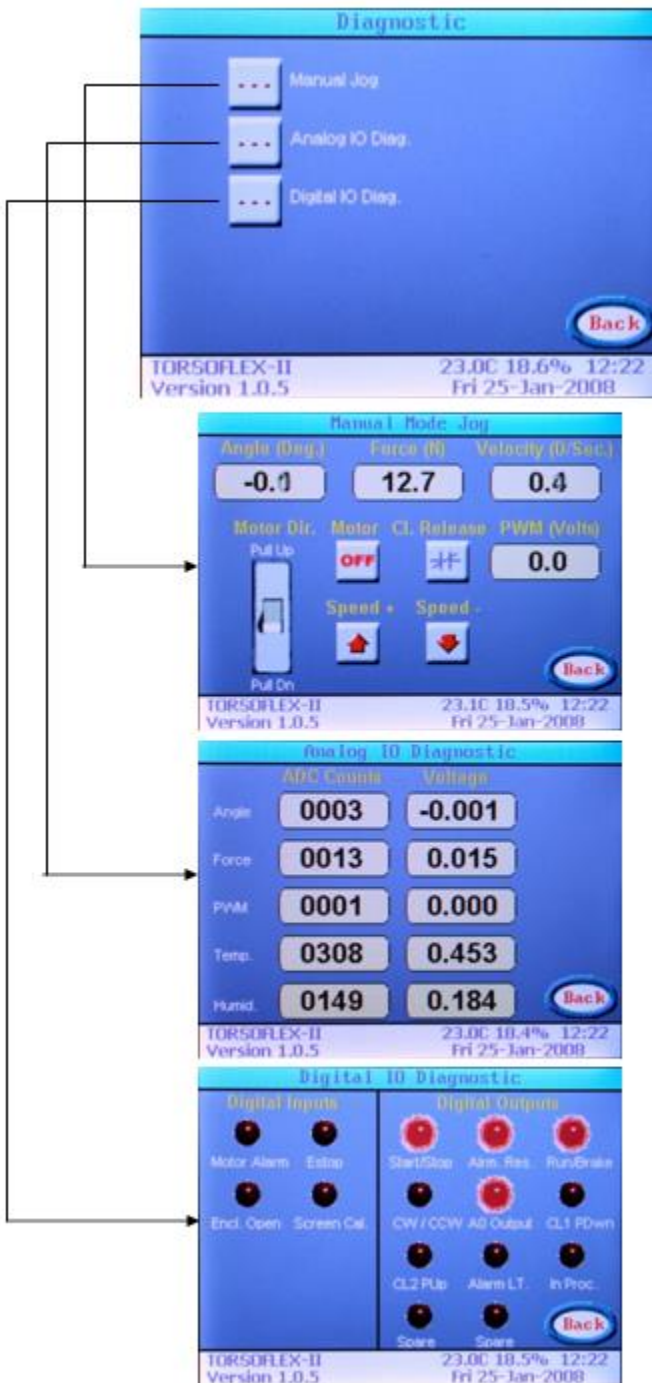 Diagnostic
... Manual Jog
... Analog IO Diag.
... Digital IO Diag.
Back
TORSOFLEX-II 23.0C 18.6% 12:22
Version 1.0.5 Fri 25-Jan-2008
Manual Mode Jog
Angle (Deg.) Force (N) Velocity (D/Sec.)
-0.1 12.7 0.4
Motor Dir. Motor Cl. Release PWM (Volts)
Pull Up
OFF 0.0
Speed + Speed -
Back
Pull Dn
TORSOFLEX-II 23.1C 18.5% 12:22
Version 1.0.5 Fri 25-Jan-2008
Analog IO Diagnostic
ADC Counts Voltage
Angle 0003 -0.001
Force 0013 0.015
PWM 0001 0.000
Temp. 0308 0.453
Humid. 0149 0.184
Back
TORSOFLEX-II 23.0C 18.4% 12:22
Version 1.0.5 Fri 25-Jan-2008
Digital IO Diagnostic
Digital Inputs Digital Outputs
Motor Alarm Estop Start/Stop Alrm. Res. Run/Brake
Encl. Open Screen Cal. CW / CCW A0 Output CL1 PDwn
CL2 PUp Alarm LT. In Proc.
Back
Spare Spare
TORSOFLEX-II 23.0C 18.5% 12:22
Version 1.0.5 Fri 25-Jan-2008